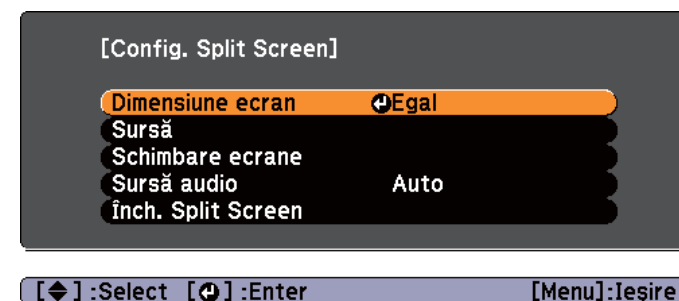 [Config. Split Screen]
Dimensiune ecran Egal
Sursă
Schimbare ecrane
Sursă audio Auto
Înch. Split Screen
[◆] :Select [⏎] :Enter [Menu]:Ieşire